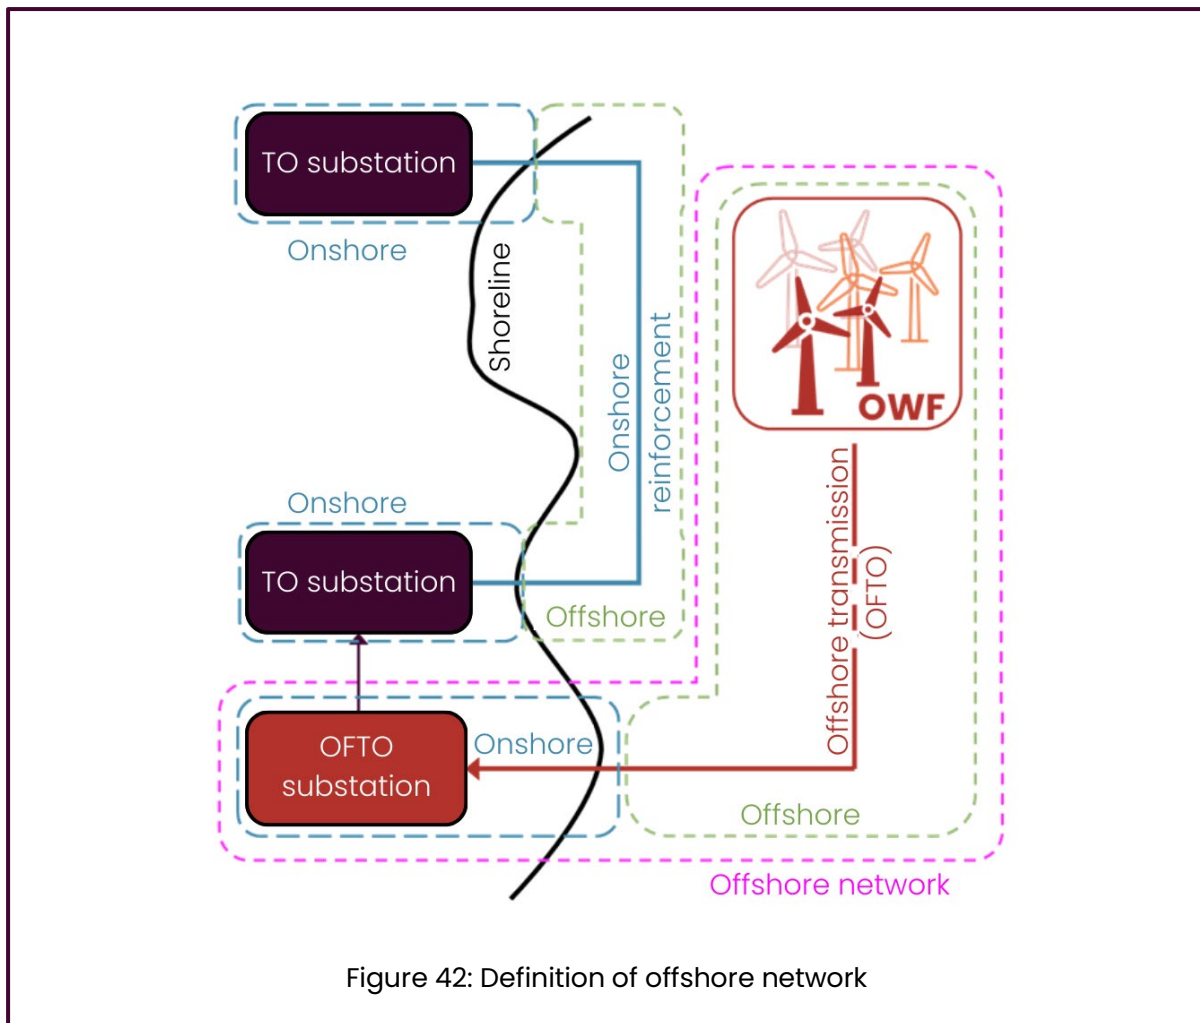 TO substation
Onshore
Shoreline
Onshore
reinforcement
OWF
Onshore
TO substation
Offshore
Offshore transmission
(OFTO)
OFTO
substation
Onshore
Offshore
Offshore network
Figure 42: Definition of offshore network